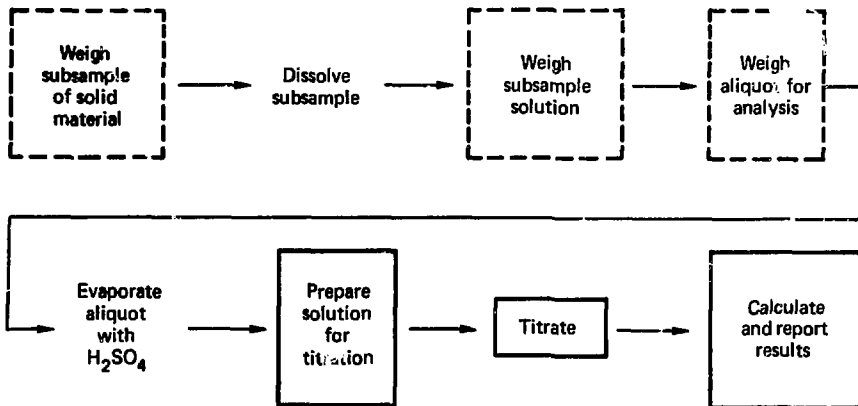 Weigh
subsample
of solid
material
Dissolve
subsample
Weigh
subsample
solution
Weigh
aliquot for
analysis
Evaporate
aliquot
with
H₂SO₄
Prepare
solution
for
titration
Titrate
Calculate
and report
results